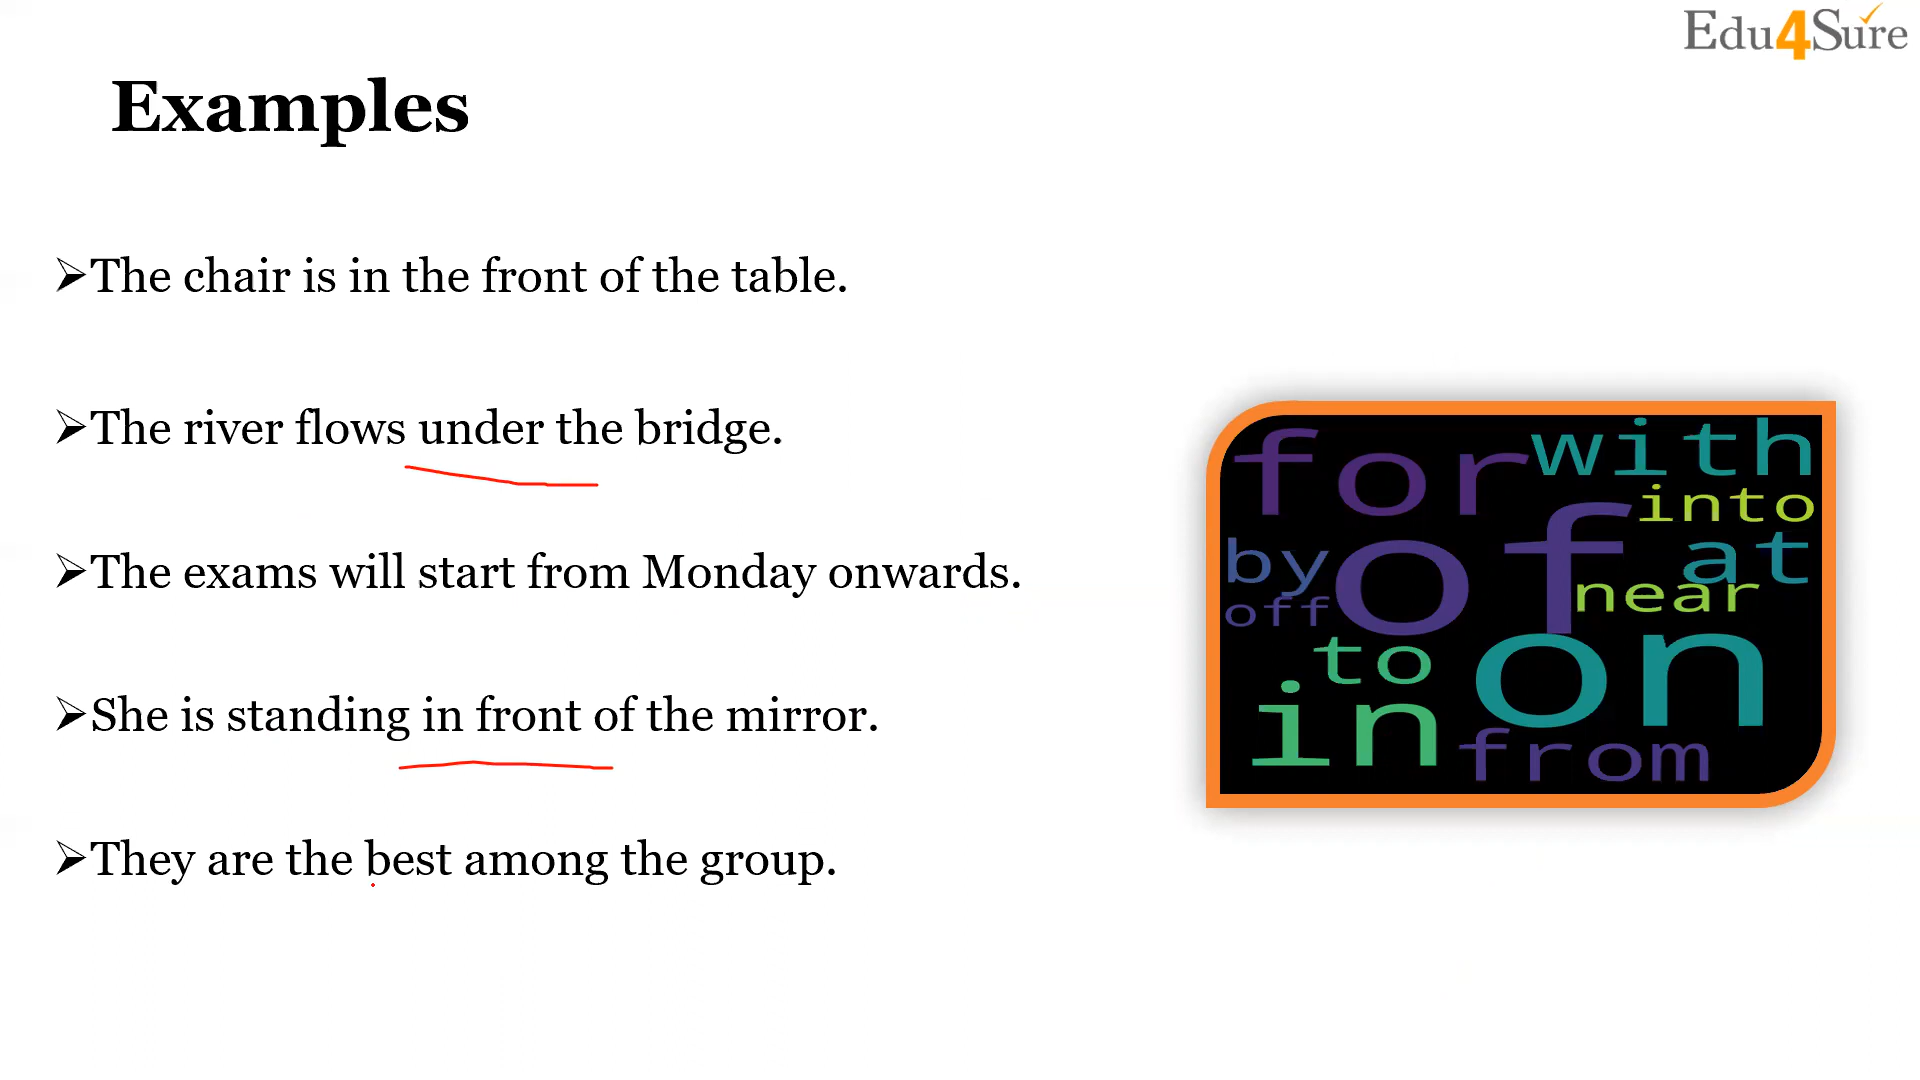 Edu4Sure
Examples
➢The chair is in the front of the table.
➢The river flows under the bridge.
➢The exams will start from Monday onwards.
➢She is standing in front of the mirror.
➢They are the best among the group.
for with
into
by of at
off near
to on
in from